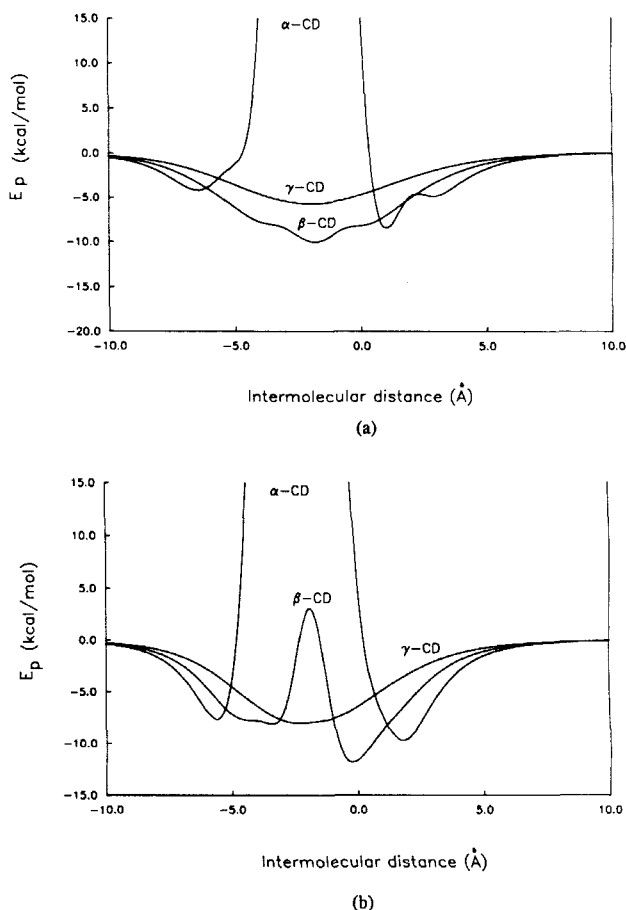 15.0
α-CD
10.0
5.0
0.0
-5.0
-10.0
-15.0
-20.0
E p (kcal/mol)
γ-CD
β-CD
-10.0 -5.0 0.0 5.0 10.0
Intermolecular distance (Å)
(a)
15.0
α-CD
10.0
5.0
0.0
-5.0
-10.0
-15.0
Ep (kcal/mol)
β-CD
γ-CD
-10.0 -5.0 0.0 5.0 10.0
Intermolecular distance (Å)
(b)